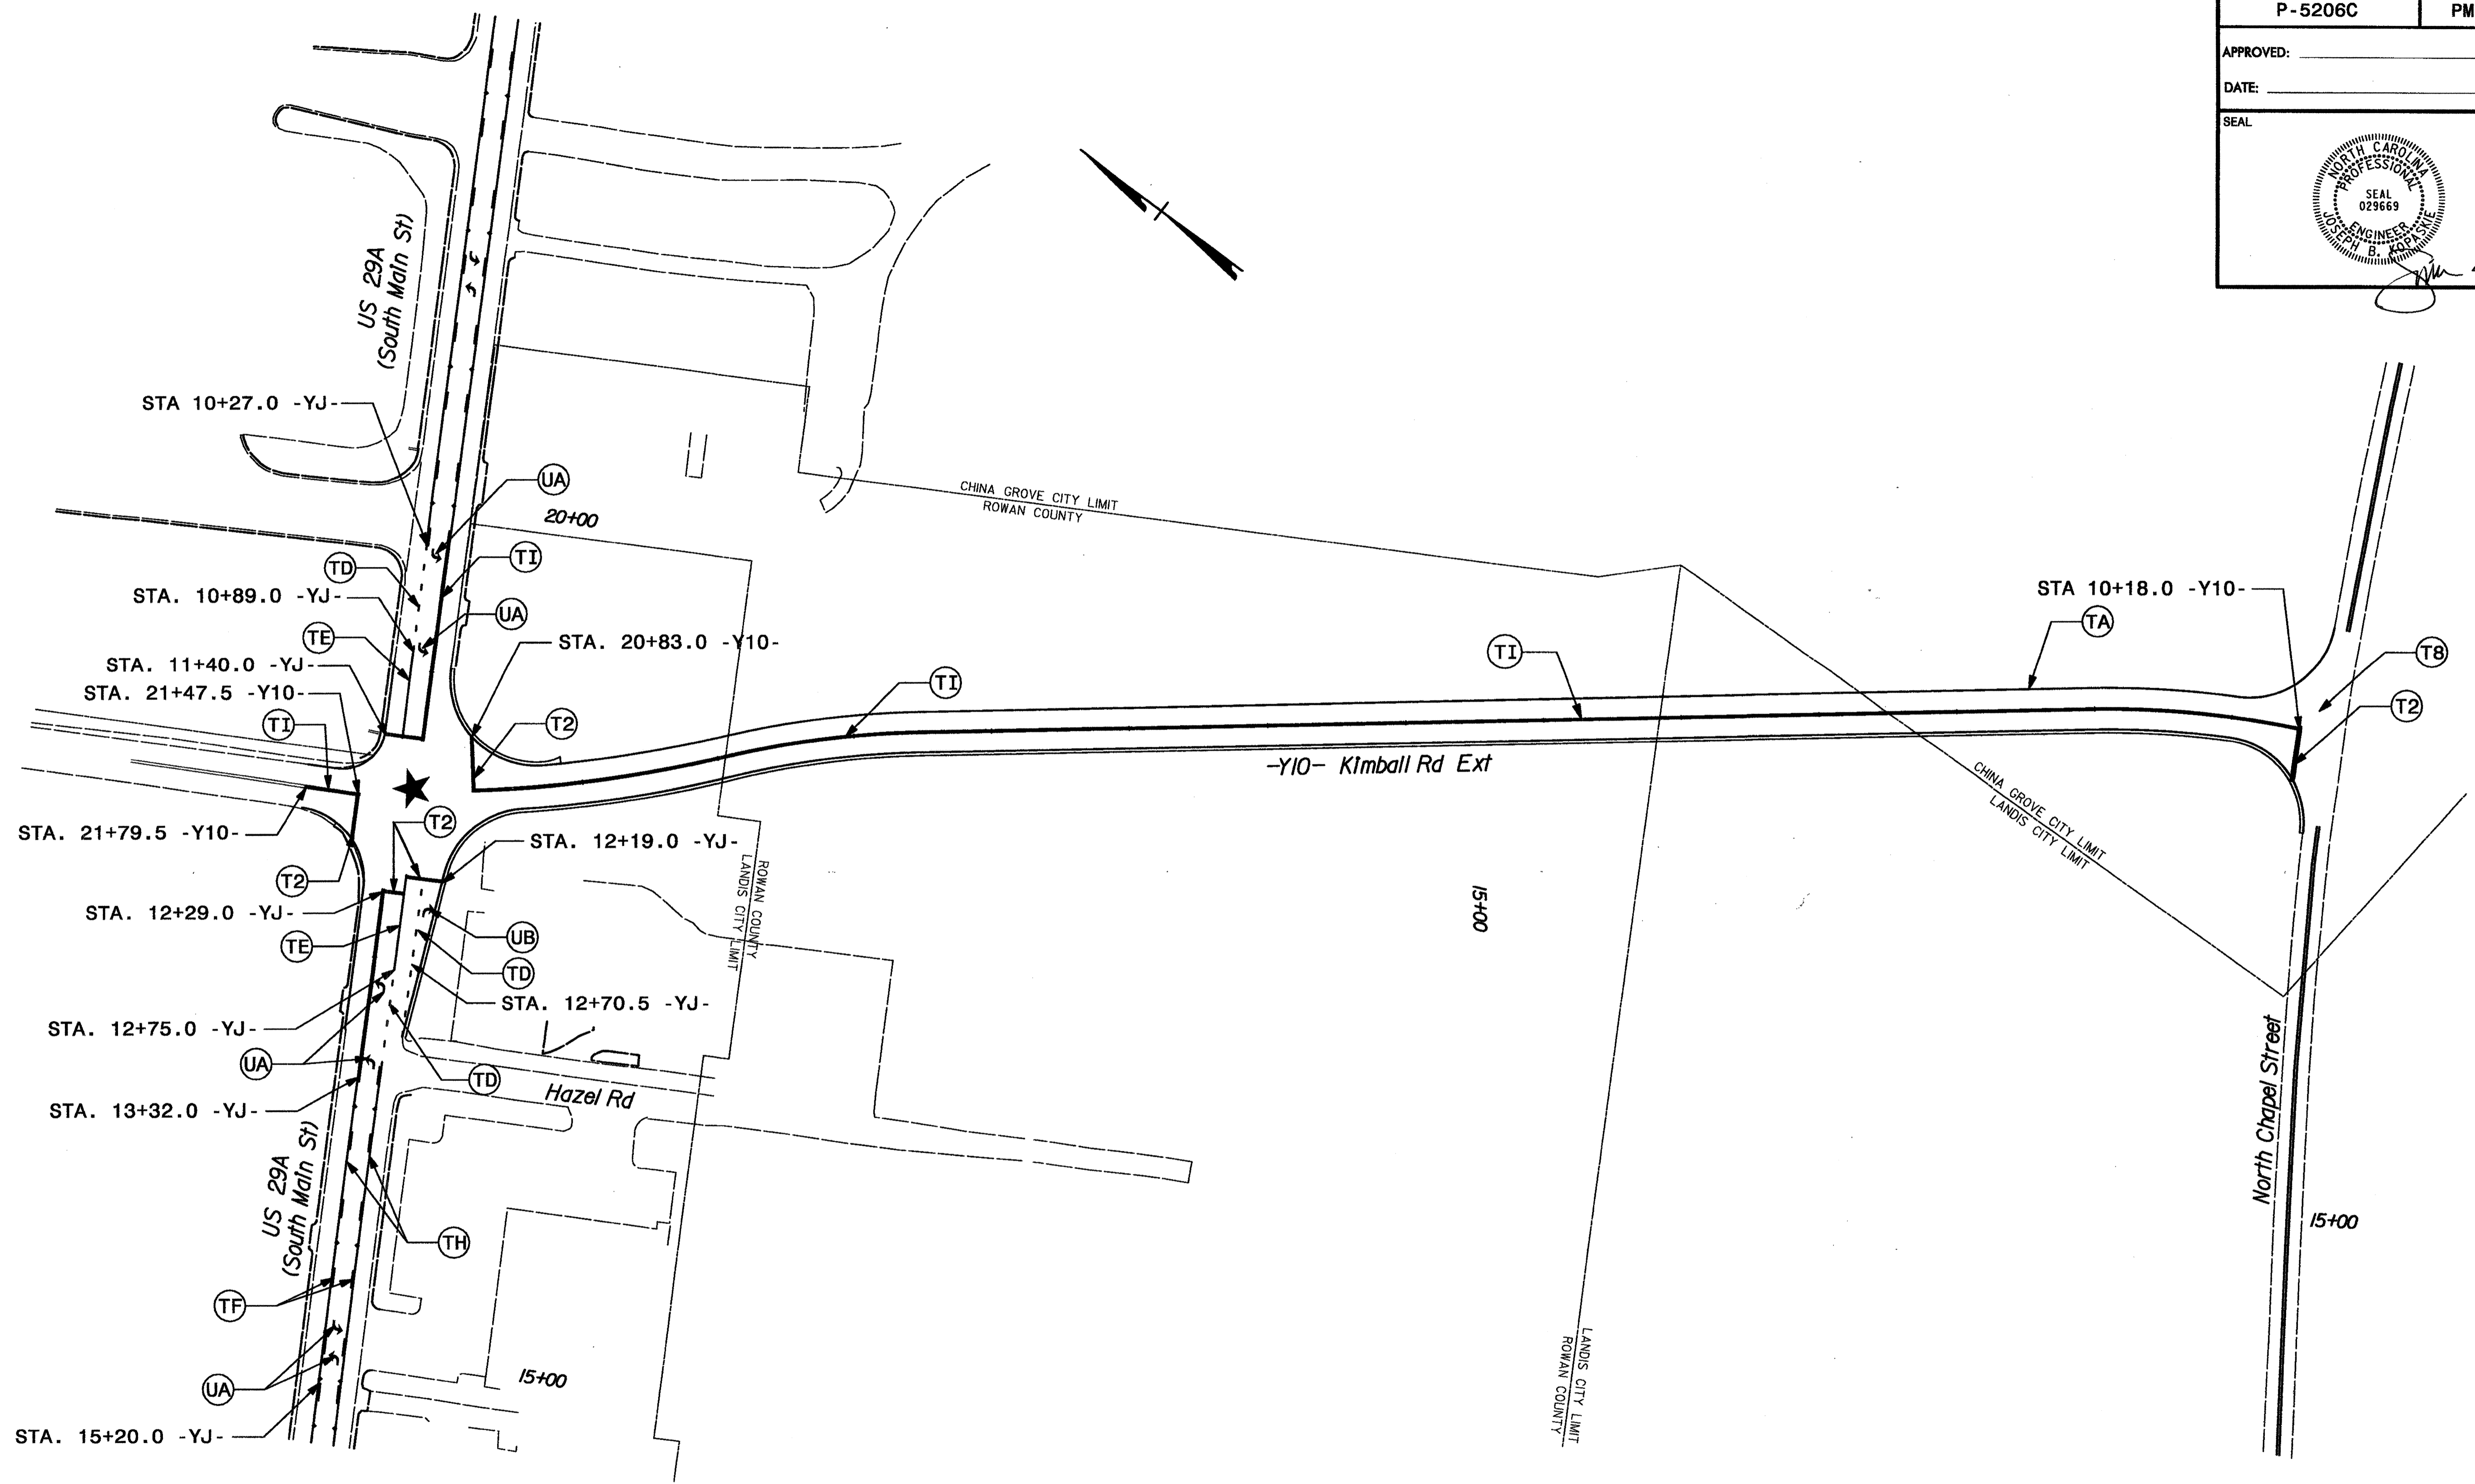 P-5206C
PM
APPROVED:
DATE:
SEAL
NORTH CAROLINA
PROFESSIONAL
SEAL
029669
ENGINEER
JOSEPH B. KOPASKIE
US 29A
(South Main St)
STA 10+27.0 -YJ-
UA
20+00
CHINA GROVE CITY LIMIT
ROWAN COUNTY
TI
TD
STA. 10+89.0 -YJ-
UA
STA 10+18.0 -Y10-
TA
TE
STA. 20+83.0 -Y10-
TI
T8
STA. 11+40.0 -YJ-
STA. 21+47.5 -Y10-
TI
T2
TI
T2
-Y10- Kimball Rd Ext
CHINA GROVE CITY LIMIT
LANDIS CITY LIMIT
STA. 21+79.5 -Y10-
T2
STA. 12+19.0 -YJ-
ROWAN COUNTY
LANDIS CITY LIMIT
T2
STA. 12+29.0 -YJ-
15+00
TE
UB
TD
STA. 12+70.5 -YJ-
STA. 12+75.0 -YJ-
UA
TD
Hazel Rd
STA. 13+32.0 -YJ-
North Chapel Street
15+00
US 29A
(South Main St)
TH
TF
UA
15+00
LANDIS CITY LIMIT
ROWAN COUNTY
STA. 15+20.0 -YJ-